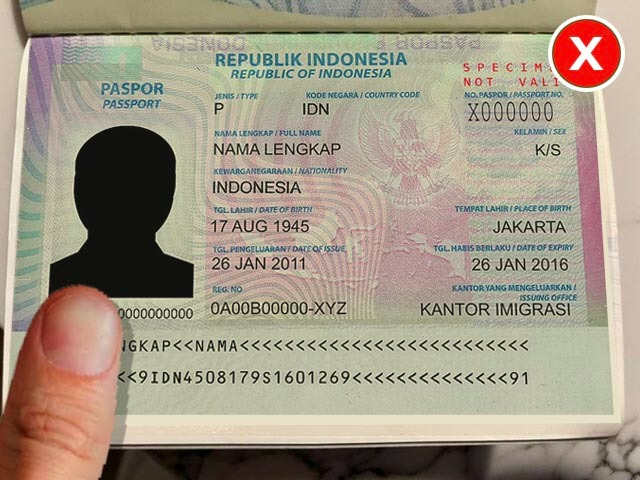 REPUBLIK INDONESIA
REPUBLIC OF INDONESIA
X
SPECIM
NOT VALI
PASPOR
PASSPORT
JENIS / TYPE
KODE NEGARA / COUNTRY CODE
NO. PASPOR / PASSPORT NO.
P
IDN
X000000
NAMA LENGKAP / FULL NAME
KELAMIN / SEX
NAMA LENGKAP
K/S
KEWARGANEGARAAN / NATIONALITY
INDONESIA
TGL. LAHIR / DATE OF BIRTH
TEMPAT LAHIR / PLACE OF BIRTH
17 AUG 1945
JAKARTA
TGL. PENGELUARAN / DATE OF ISSUE
TGL. HABIS BERLAKU / DATE OF EXPIRY
26 JAN 2011
26 JAN 2016
REG. NO
KANTOR YANG MENGELUARKAN /
ISSUING OFFICE
0000000000
0A00B00000-XYZ
KANTOR IMIGRASI
NGKAP<<NAMA<<<<<<<<<<<<<<<<<<<<<<<<<<
<<9IDN4508179S1601269<<<<<<<<<<<<<<91